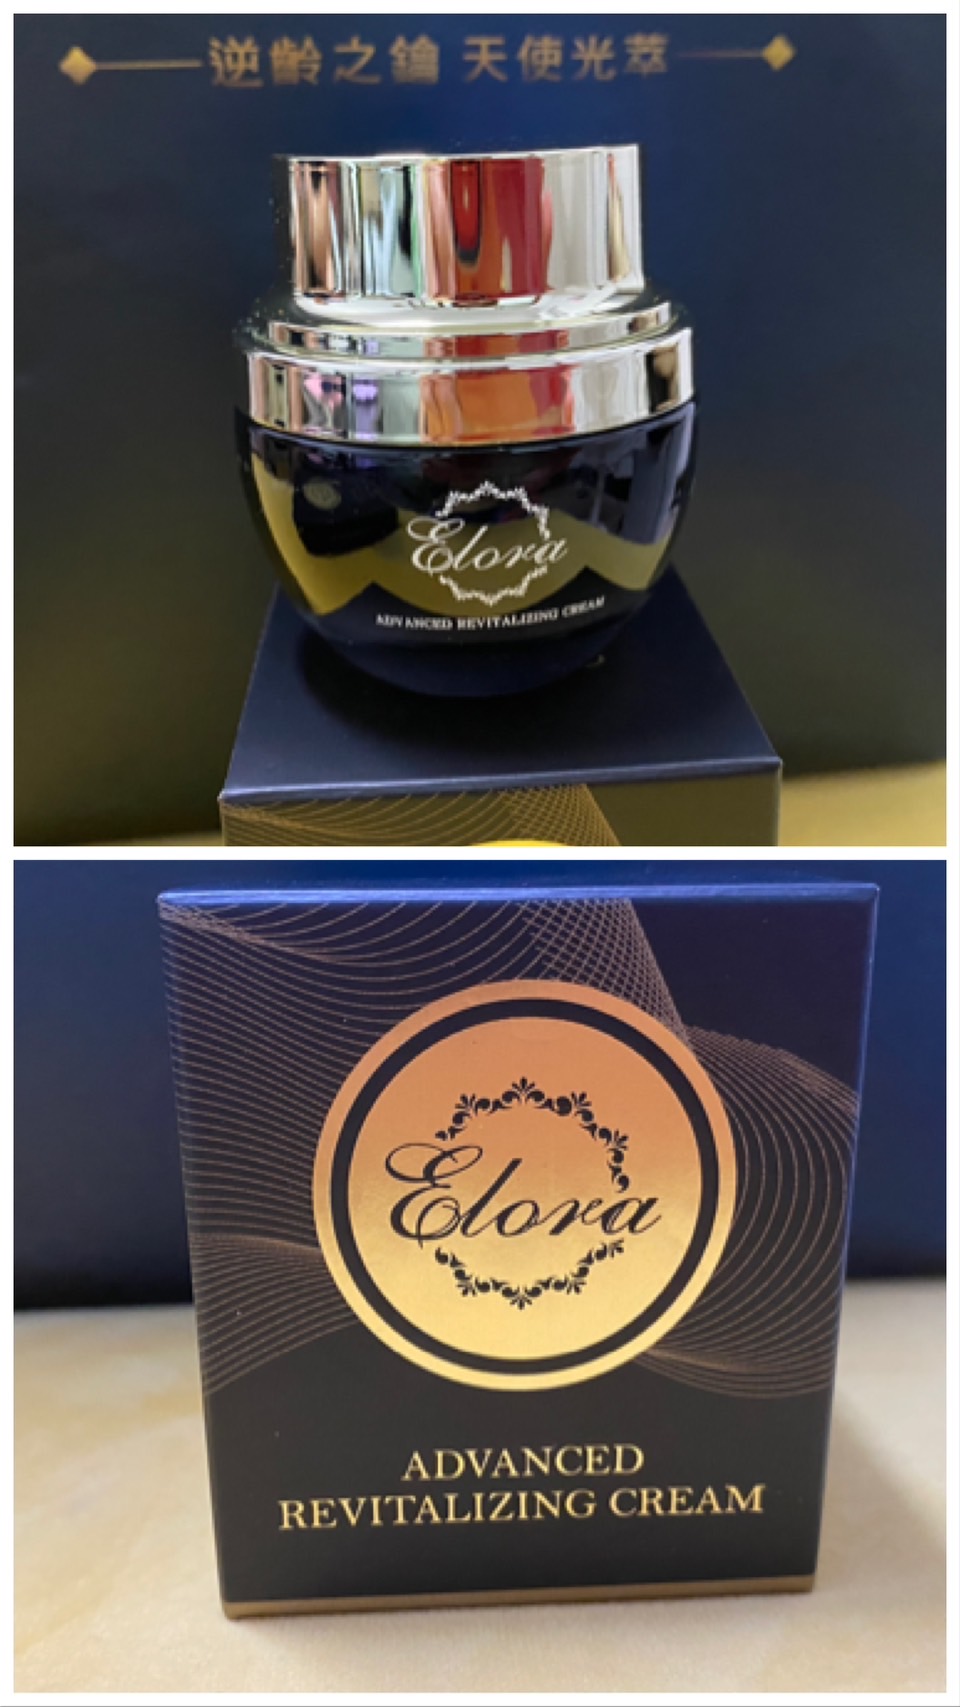 逆齡之鑰 天使光萃
Elora
ADVANCED REVITALIZING CREAM
Elora
ADVANCED
REVITALIZING CREAM